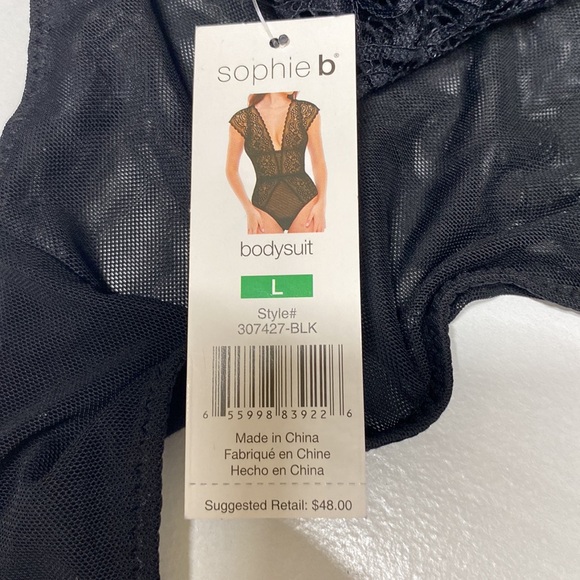 sophie b®
bodysuit
L
Style#
307427-BLK
6 55998 83922 6
Made in China
Fabriqué en Chine
Hecho en China
Suggested Retail: $48.00